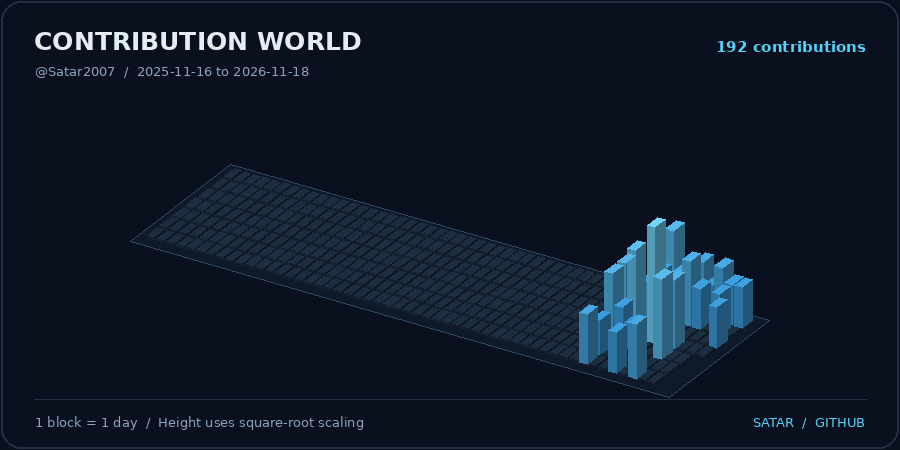 CONTRIBUTION WORLD
192 contributions
@Satar2007 / 2025-11-16 to 2026-11-18
1 block = 1 day / Height uses square-root scaling
SATAR / GITHUB